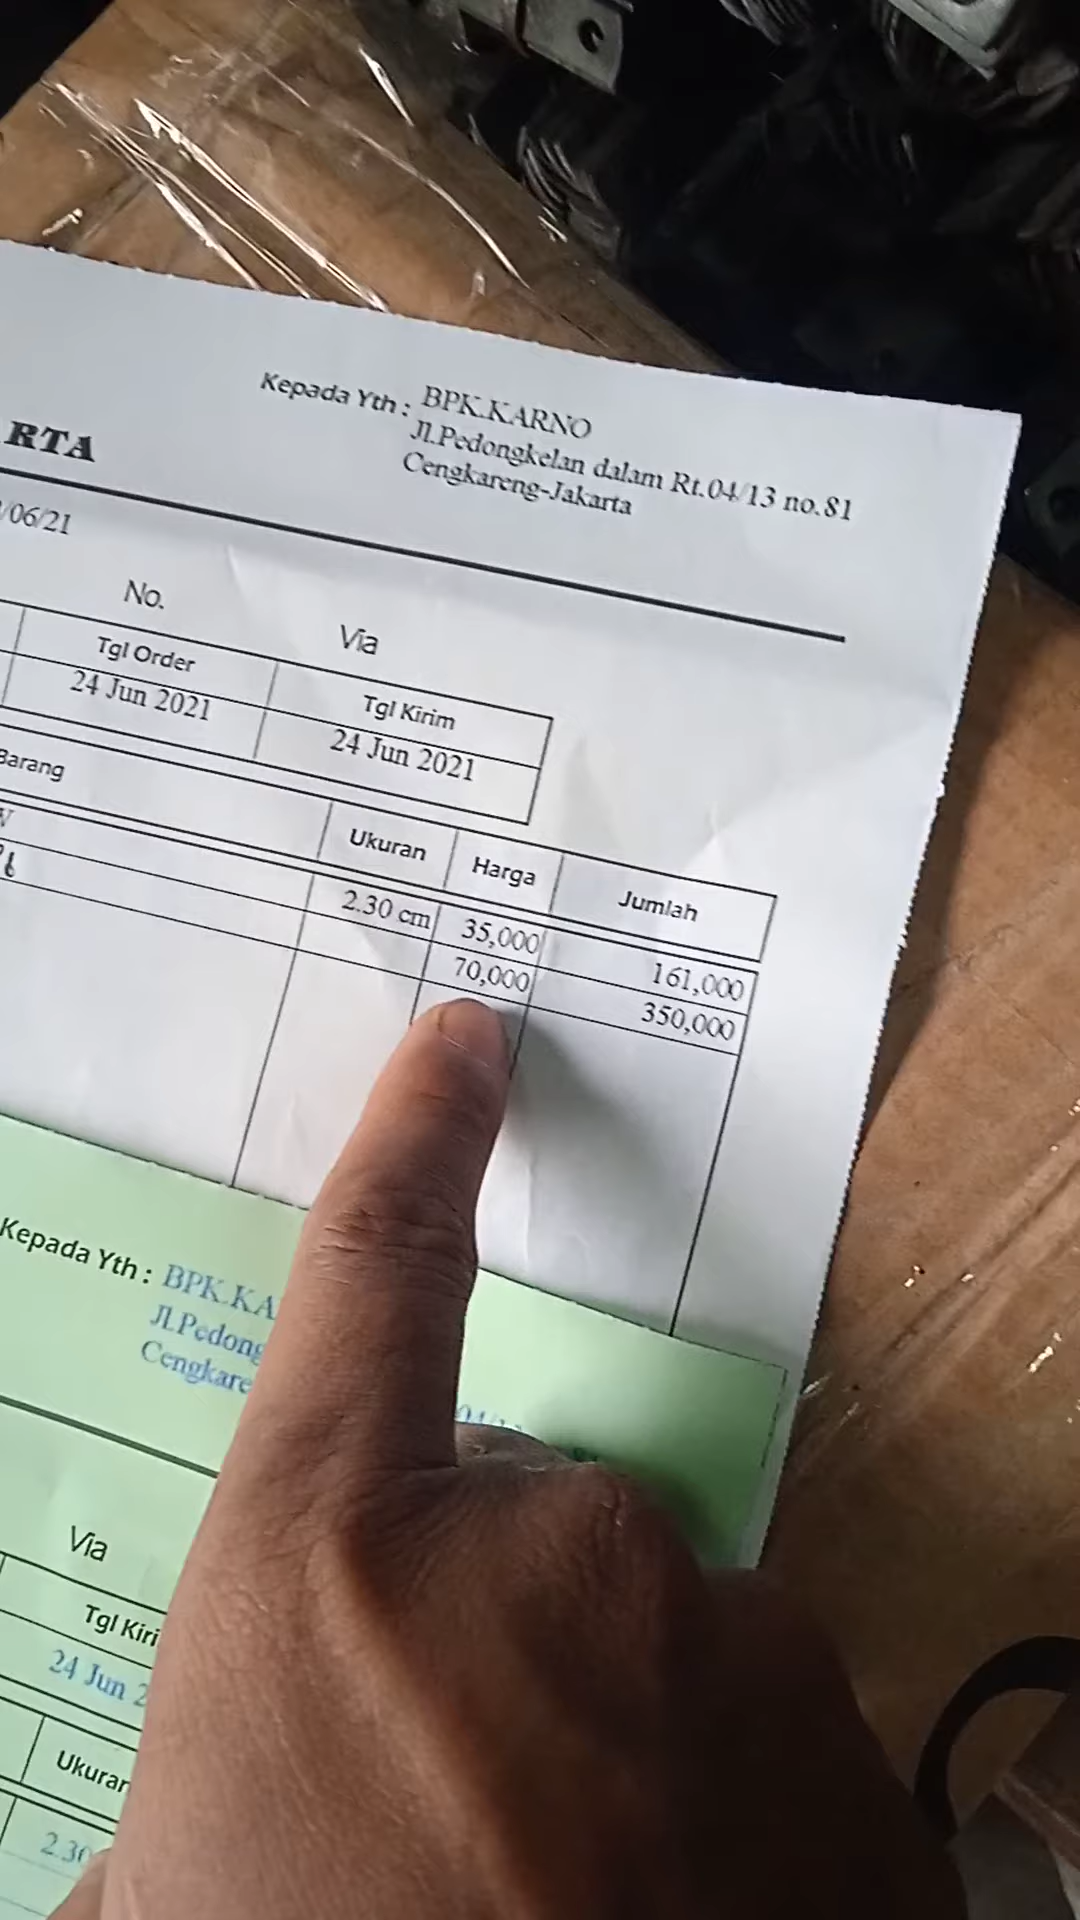 Kepada Yth : BPK.KARNO
Jl.Pedongkelan dalam Rt.04/13 no.81
Cengkareng-Jakarta
RTA
/06/21
No.
Via
Tgl Order
Tgl Kirim
24 Jun 2021
24 Jun 2021
Barang
Ukuran
Harga
Jumlah
2.30 cm
35,000
161,000
70,000
350,000
Kepada Yth : BPK.KA
Jl.Pedong
Cengkare
Via
Tgl Kiri
24 Jun 2
Ukuran
2.30